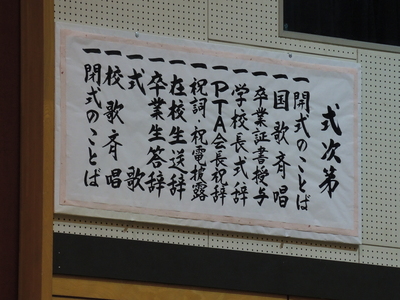 式次第
一 開式のことば
一 国歌斉唱
一 卒業証書授与
一 学校長式辞
一 PTA会長祝辞
一 祝詞・祝電披露
一 在校生送辞
一 卒業生答辞
一 式歌
一 校歌斉唱
一 閉式のことば